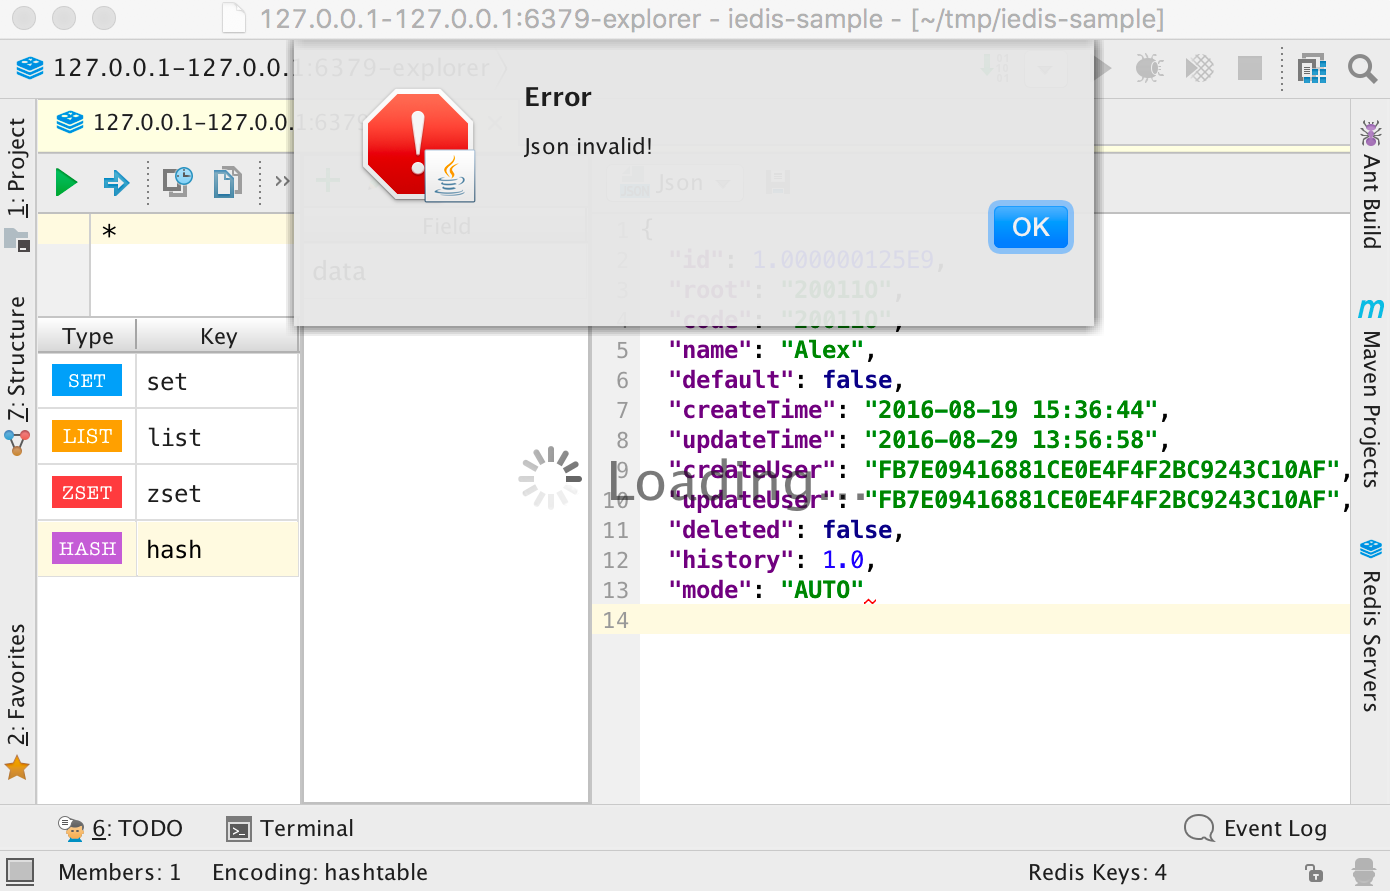 127.0.0.1-127.0.0.1:6379-explorer - iedis-sample - [~/tmp/iedis-sample]
127.0.0.1-127.0.0.1:6379-explorer
127.0.0.1-127.0.0.1:6379
Error
Json invalid!
OK
Json
1: Project
7: Structure
2: Favorites
*
Type Key
SET set
LIST list
ZSET zset
HASH hash
Field
data
Loading...
1 {
2 "id": 1.000000125E9,
3 "root": "200110",
4 "code": "200110",
5 "name": "Alex",
6 "default": false,
7 "createTime": "2016-08-19 15:36:44",
8 "updateTime": "2016-08-29 13:56:58",
9 "createUser": "FB7E09416881CE0E4F4F2BC9243C10AF",
10 "updateUser": "FB7E09416881CE0E4F4F2BC9243C10AF",
11 "deleted": false,
12 "history": 1.0,
13 "mode": "AUTO"
14
Ant Build
m
Maven Projects
Redis Servers
6: TODO
Terminal
Event Log
Members: 1
Encoding: hashtable
Redis Keys: 4